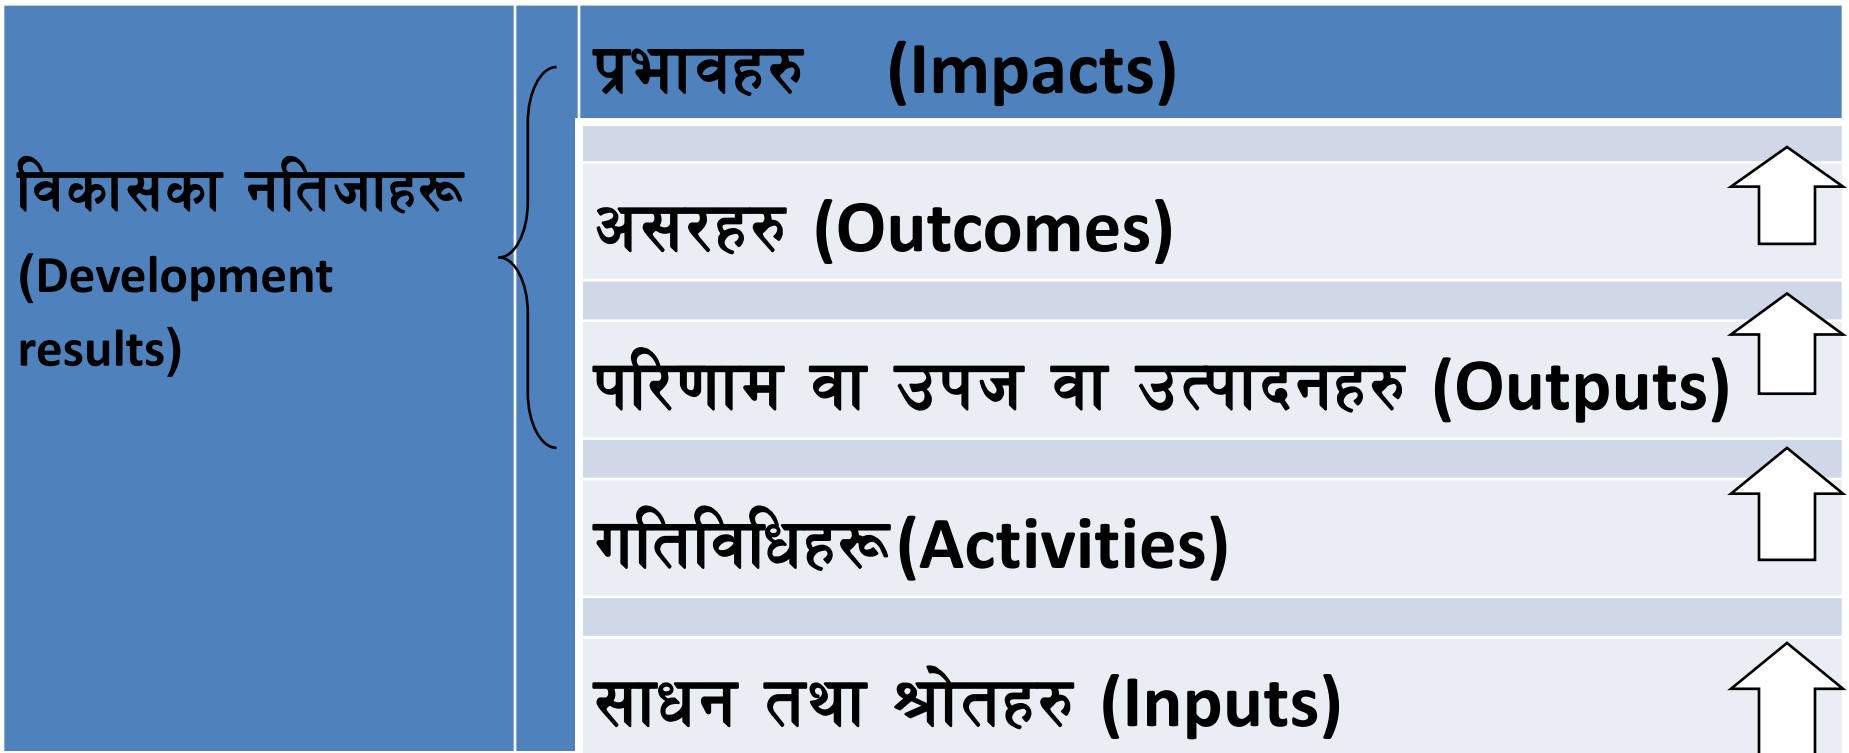 प्रभावहरु (Impacts)
विकासका नतिजाहरू
(Development
results)
असरहरु (Outcomes)
परिणाम वा उपज वा उत्पादनहरु (Outputs)
गतिविधिहरू(Activities)
साधन तथा श्रोतहरु (Inputs)